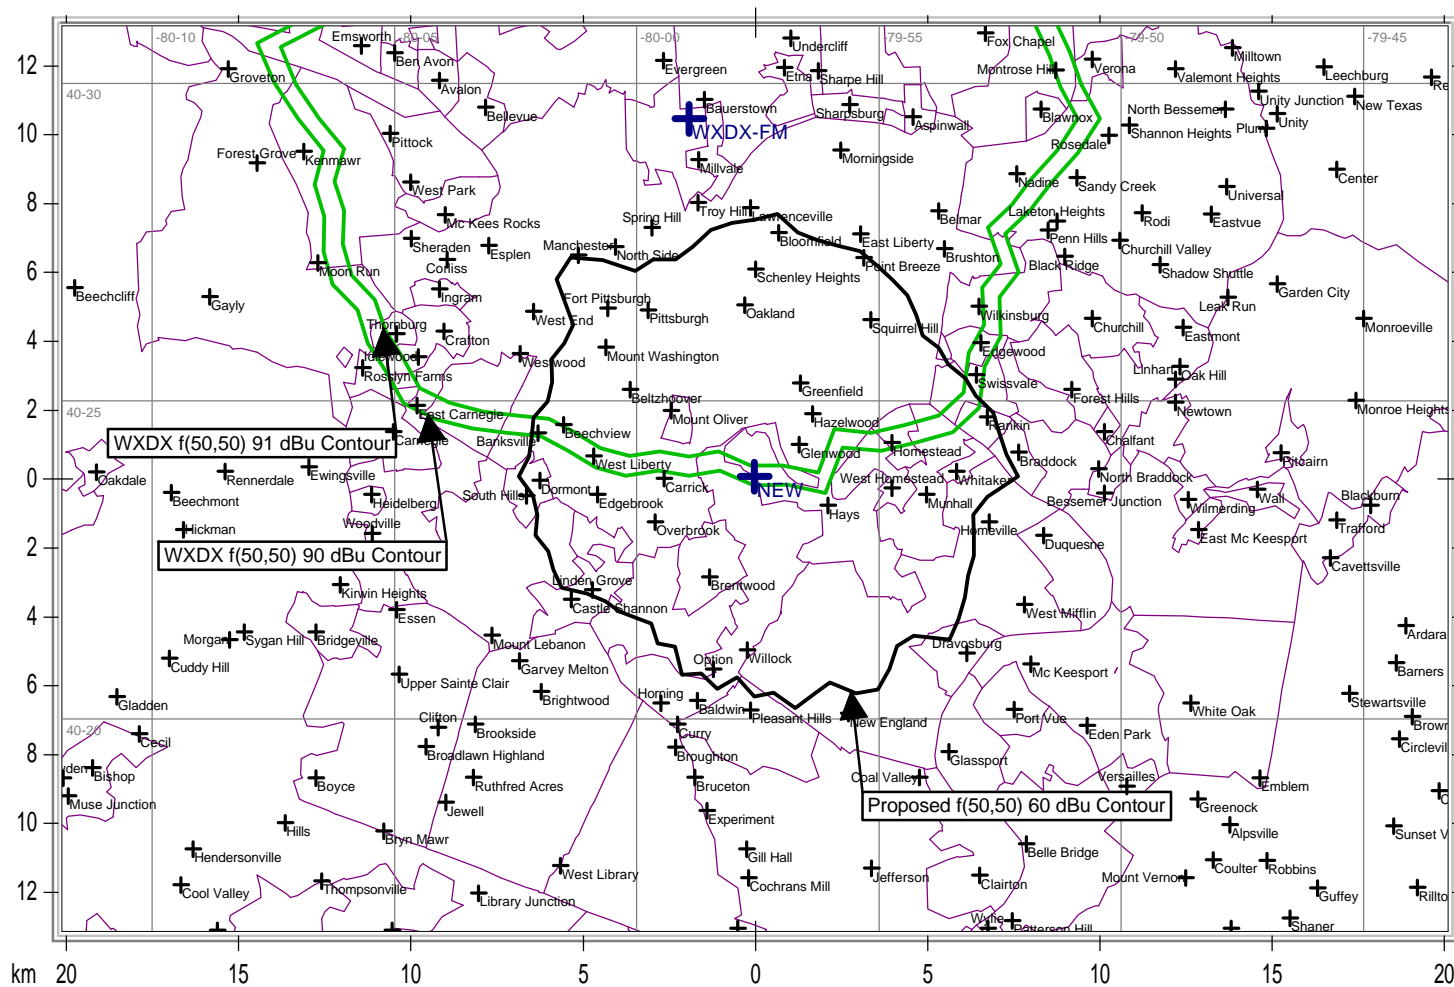 -80-10
-80-05
-80-00
-79-55
-79-50
-79-45
Emsworth
Ben Avon
Undercliff
Fox Chapel
Milltown
12
Groveton
Avalon
Evergreen
Etna
Sharpe Hill
Montrose Hill
Verona
Valemont Heights
Leechburg
Re
40-30
Bellevue
Bauerstown
Sharpsburg
Aspinwall
Blawnox
North Bessemer
Unity Junction
New Texas
WXDX-FM
Shannon Heights
Plum
Unity
10
Pittock
Rosedale
Forest Grove
Kenmawr
Millvale
Morningside
Center
West Park
Nadine
Sandy Creek
Universal
8
Mc Kees Rocks
Spring Hill
Troy Hill
Lawrenceville
Belmar
Laketon Heights
Rodi
Eastvue
Sheraden
Esplen
Manchester
North Side
Bloomfield
East Liberty
Penn Hills
Churchill Valley
Moon Run
Corliss
Point Breeze
Brushton
Black Ridge
Shadow Shuttle
6
Schenley Heights
Beechcliff
Gayly
Ingram
Fort Pittsburgh
Leak Run
Garden City
West End
Pittsburgh
Oakland
Wilkinsburg
Thornburg
Squirrel Hill
Churchill
Eastmont
Monroeville
4
Crafton
Idlewood
Westwood
Mount Washington
Edgewood
Rosslyn Farms
Linhart
Oak Hill
Swissvale
Beltzhoover
Greenfield
Forest Hills
40-25
2
East Carnegie
Mount Oliver
Hazelwood
Newtown
Monroe Heights
WXDX f(50,50) 91 dBu Contour
Carnegie
Banksville
Beechview
Rankin
Chalfant
Glenwood
Homestead
West Liberty
Braddock
Pitcairn
0
Oakdale
Rennerdale
Ewingsville
Dormont
Carrick
NEW
West Homestead
Whitaker
North Braddock
Beechmont
Heidelberg
South Hills
Edgebrook
Hays
Munhall
Bessemer Junction
Wilmerding
Wall
Blackburn
Hickman
Woodville
Overbrook
Homeville
Trafford
East Mc Keesport
WXDX f(50,50) 90 dBu Contour
2
Duquesne
Cavettsville
Kirwin Heights
Linden Grove
Brentwood
Castle Shannon
West Mifflin
4
Essen
Morgan
Sygan Hill
Bridgeville
Mount Lebanon
Dravosburg
Ardara
Cuddy Hill
Garvey Melton
Option
Willock
Mc Keesport
Barners
Upper Sainte Clair
6
Gladden
Brightwood
Horning
Baldwin
Pleasant Hills
New England
Port Vue
White Oak
Stewartsville
40-20
Clifton
Brookside
Curry
Eden Park
Brown
Cecil
Broadlawn Highland
Broughton
Glassport
Circlevil
8
den
Bishop
Boyce
Ruthfred Acres
Bruceton
Coal Valley
Versailles
Emblem
Muse Junction
Jewell
Proposed f(50,50) 60 dBu Contour
Greenock
10
Hills
Bryn Mawr
Experiment
Alpsville
Sunset V
Hendersonville
Gill Hall
Belle Bridge
Coulter
Robbins
West Library
Cool Valley
Thompsonville
Cochrans Mill
Jefferson
Clairton
Mount Vernon
Guffey
Rillto
12
Library Junction
Wylie
Patterson Hill
Shaner
km
20
15
10
5
0
5
10
15
20